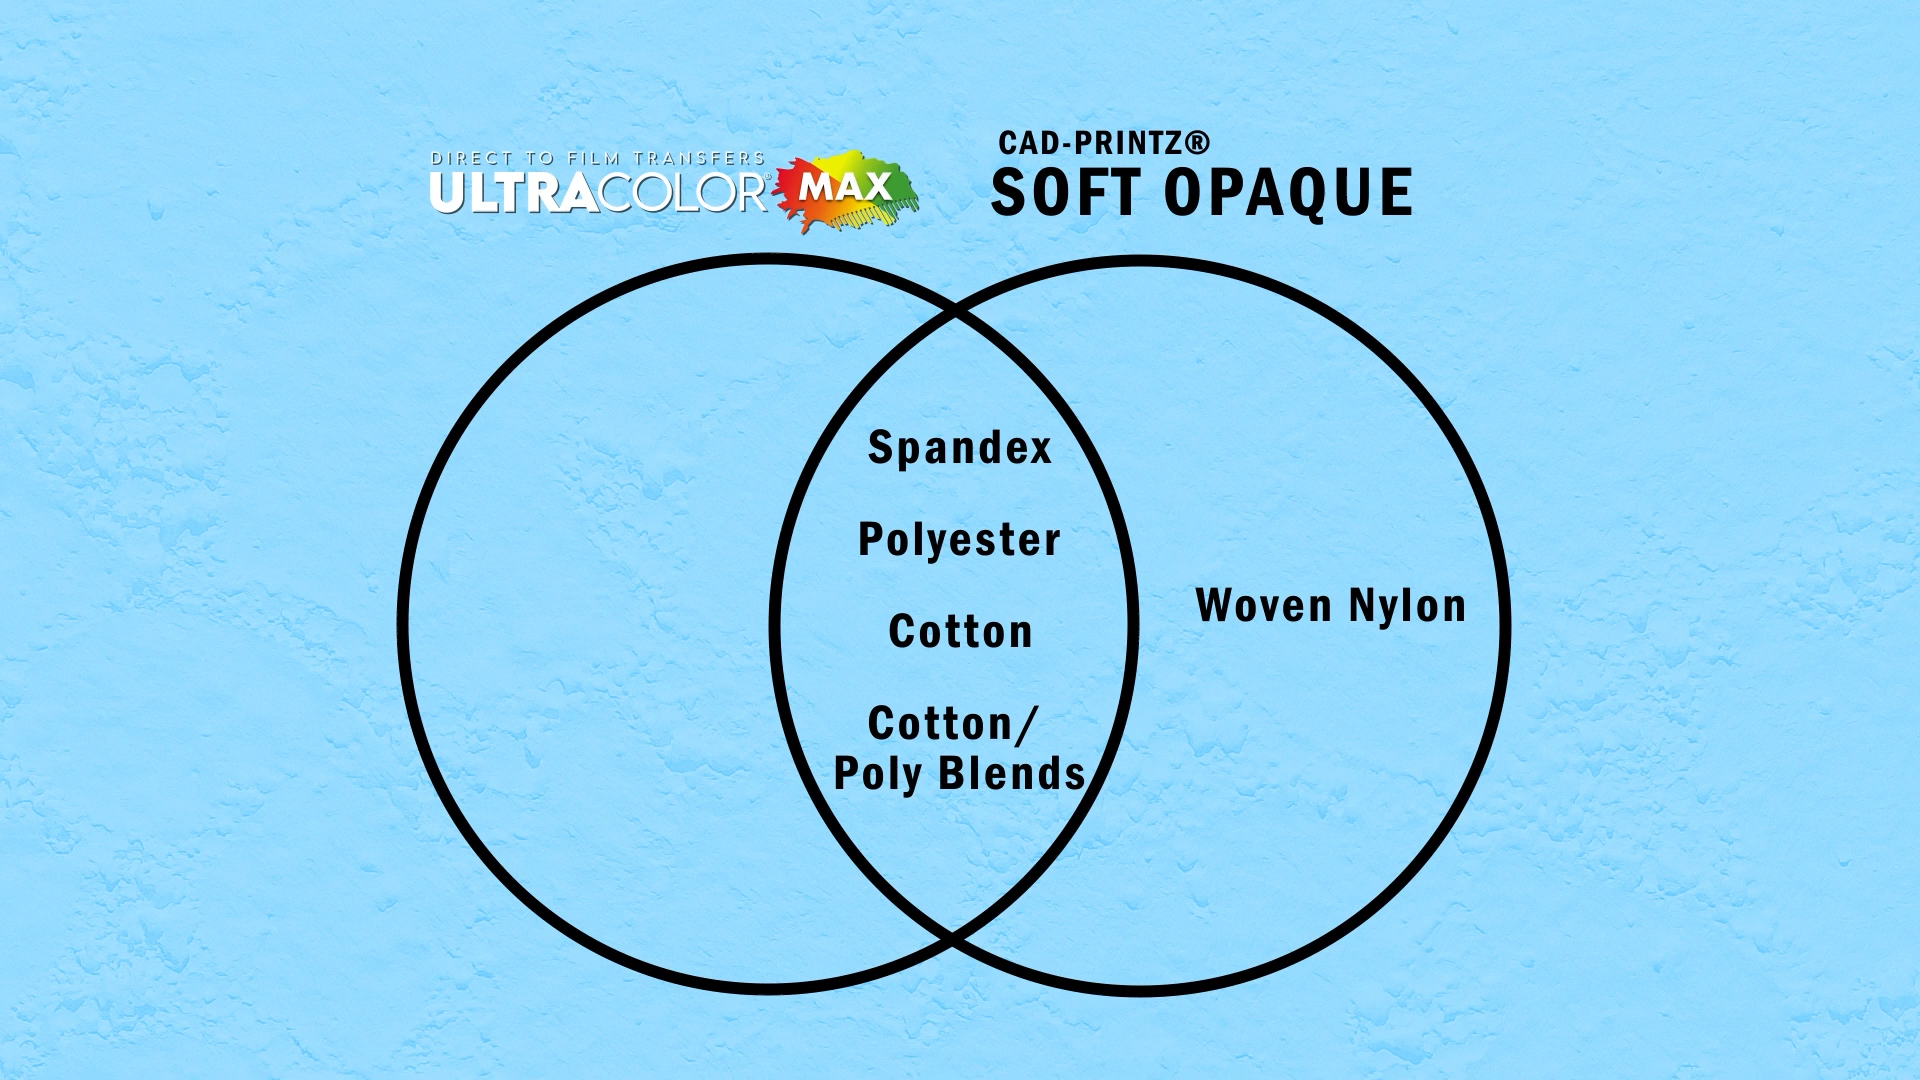 DIRECT TO FILM TRANSFERS
ULTRACOLOR® MAX
CAD-PRINTZ®
SOFT OPAQUE
Spandex
Polyester
Cotton
Cotton/
Poly Blends
Woven Nylon